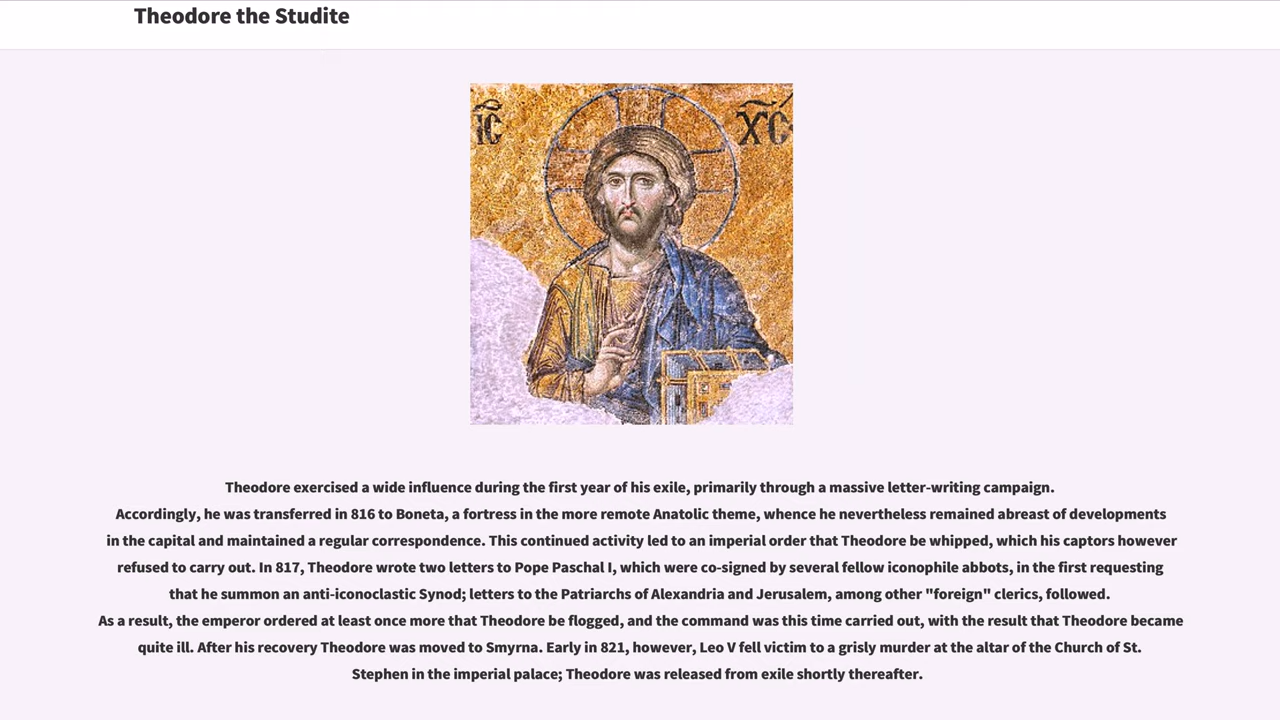 Theodore the Studite
IC XC
Theodore exercised a wide influence during the first year of his exile, primarily through a massive letter-writing campaign.
Accordingly, he was transferred in 816 to Boneta, a fortress in the more remote Anatolic theme, whence he nevertheless remained abreast of developments
in the capital and maintained a regular correspondence. This continued activity led to an imperial order that Theodore be whipped, which his captors however
refused to carry out. In 817, Theodore wrote two letters to Pope Paschal I, which were co-signed by several fellow iconophile abbots, in the first requesting
that he summon an anti-iconoclastic Synod; letters to the Patriarchs of Alexandria and Jerusalem, among other "foreign" clerics, followed.
As a result, the emperor ordered at least once more that Theodore be flogged, and the command was this time carried out, with the result that Theodore became
quite ill. After his recovery Theodore was moved to Smyrna. Early in 821, however, Leo V fell victim to a grisly murder at the altar of the Church of St.
Stephen in the imperial palace; Theodore was released from exile shortly thereafter.